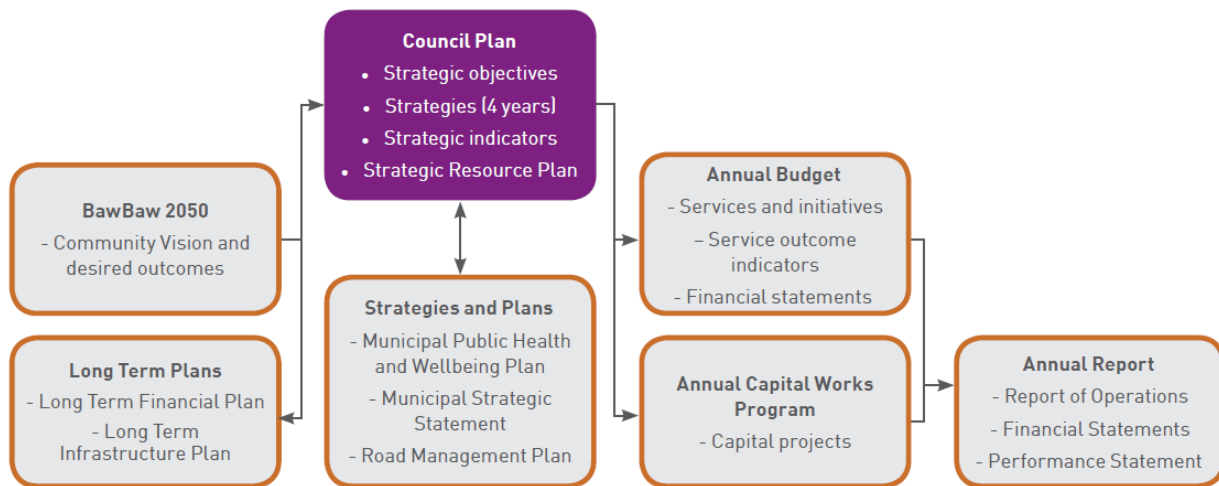 Council Plan
• Strategic objectives
• Strategies (4 years)
• Strategic indicators
• Strategic Resource Plan
BawBaw 2050
- Community Vision and
desired outcomes
Long Term Plans
- Long Term Financial Plan
- Long Term
Infrastructure Plan
Strategies and Plans
- Municipal Public Health
and Wellbeing Plan
- Municipal Strategic
Statement
- Road Management Plan
Annual Budget
- Services and initiatives
– Service outcome
indicators
- Financial statements
Annual Capital Works
Program
- Capital projects
Annual Report
- Report of Operations
- Financial Statements
- Performance Statement